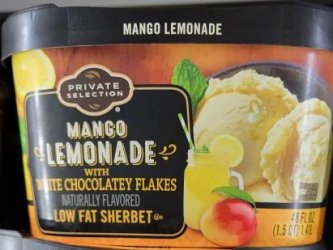 MANGO LEMONADE
PRIVATE
SELECTION
MANGO
LEMONADE
WITH
WHITE CHOCOLATEY FLAKES
NATURALLY FLAVORED
LOW FAT SHERBET
48 FL OZ
(1.5 QT) 1.41L